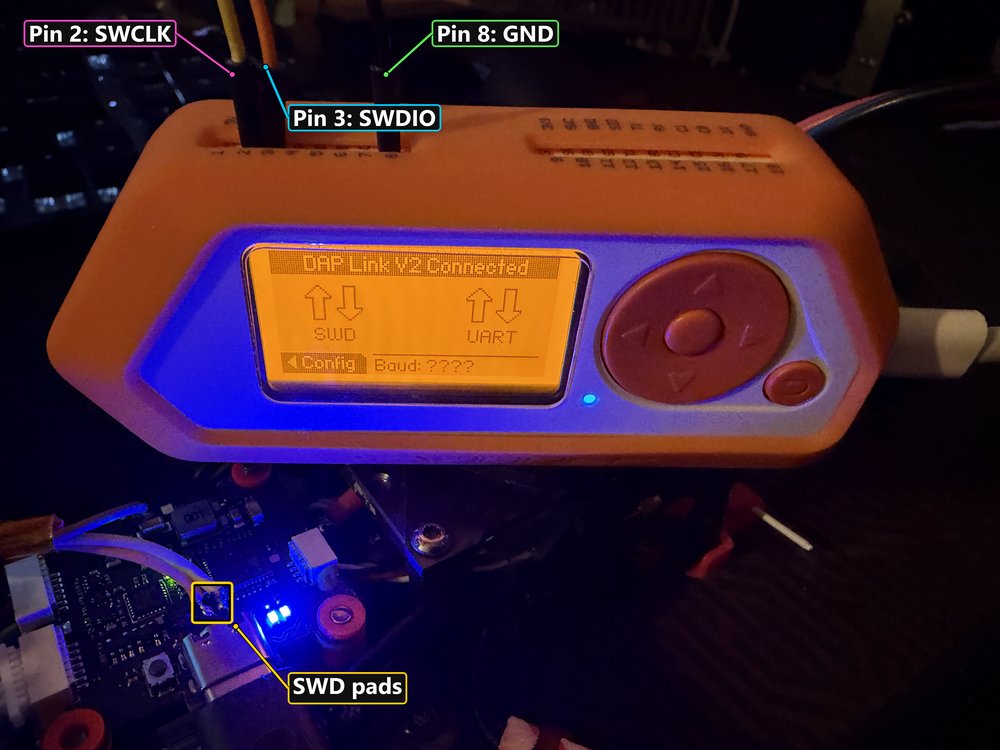 Pin 2: SWCLK
Pin 8: GND
Pin 3: SWDIO
DAP Link V2 Connected
SWD
UART
Config
Baud: ????
SWD pads